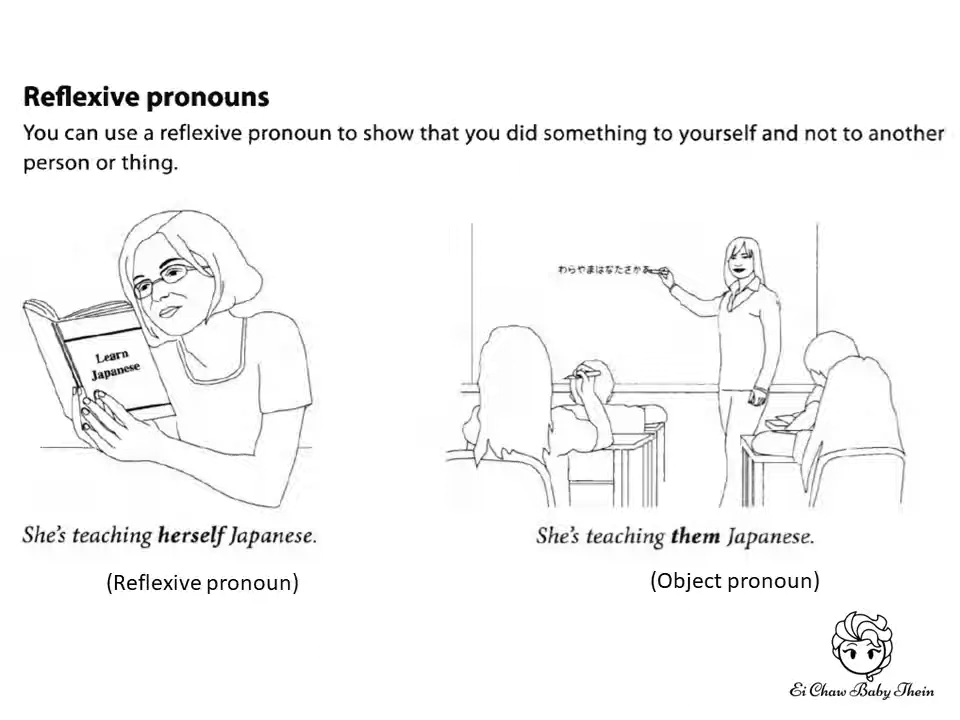 Reflexive pronouns
You can use a reflexive pronoun to show that you did something to yourself and not to another
person or thing.
Learn
Japanese
わらやまはなたさかあ
She's teaching herself Japanese.
She's teaching them Japanese.
(Reflexive pronoun)
(Object pronoun)
Ei Chaw Baby Thein